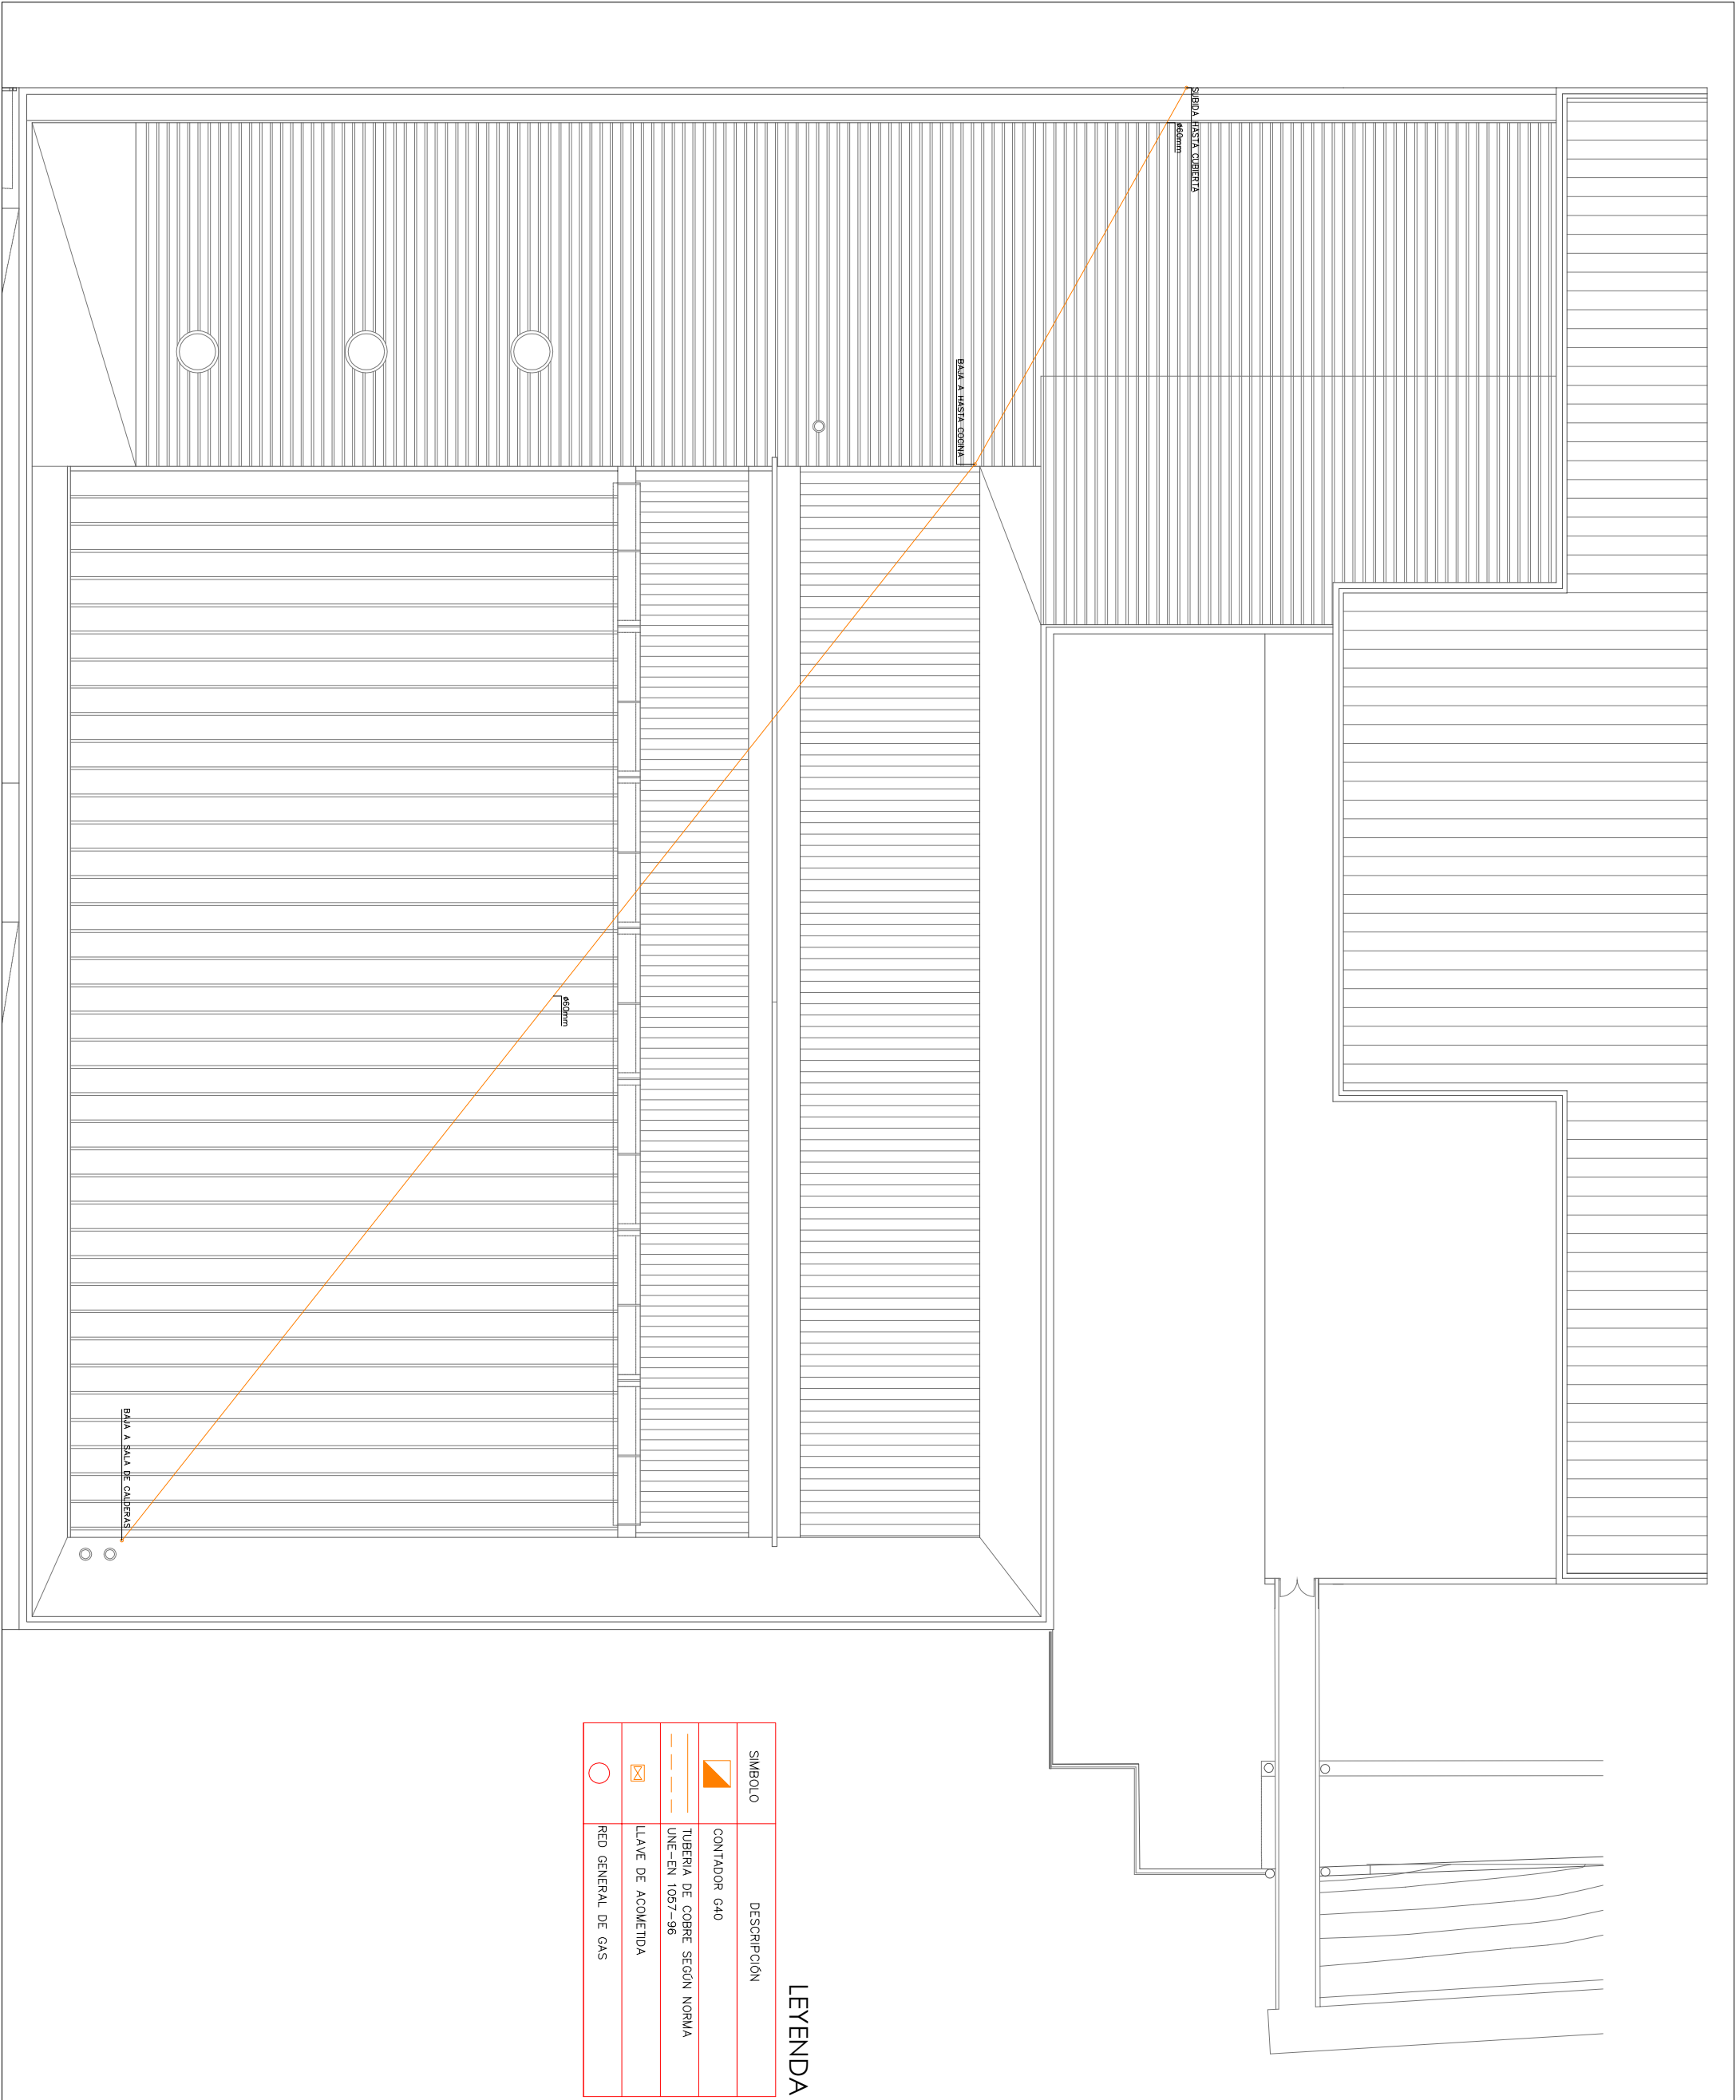 SUBIDA HASTA CUBIERTA
ø60mm
BAJA A HASTA COCINA
ø60mm
BAJA A SALA DE CALDERAS
LEYENDA
SIMBOLO DESCRIPCIÓN
CONTADOR G40
TUBERIA DE COBRE SEGÚN NORMA
UNE-EN 1057-96
LLAVE DE ACOMETIDA
RED GENERAL DE GAS